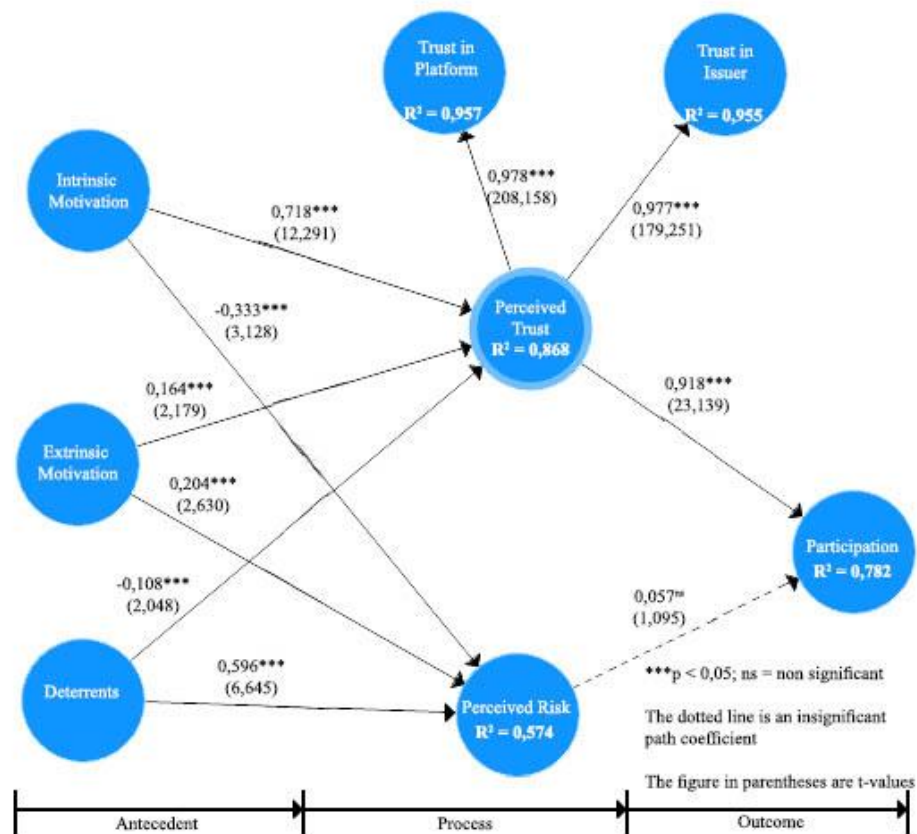 Trust in
Platform
R² = 0,957
Trust in
Issuer
R² = 0,955
Intrinsic
Motivation
0,718***
(12,291)
0,978***
(208,158)
0,977***
(179,251)
-0,333***
(3,128)
Perceived
Trust
R² = 0,868
0,164***
(2,179)
0,918***
(23,139)
Extrinsic
Motivation
0,204***
(2,630)
Participation
R² = 0,782
-0,108***
(2,048)
0,057ns
(1,095)
Deterrents
0,596***
(6,645)
Perceived Risk
R² = 0,574
***p < 0,05; ns = non significant
The dotted line is an insignificant
path coefficient
The figure in parentheses are t-values
Antecedent
Process
Outcome